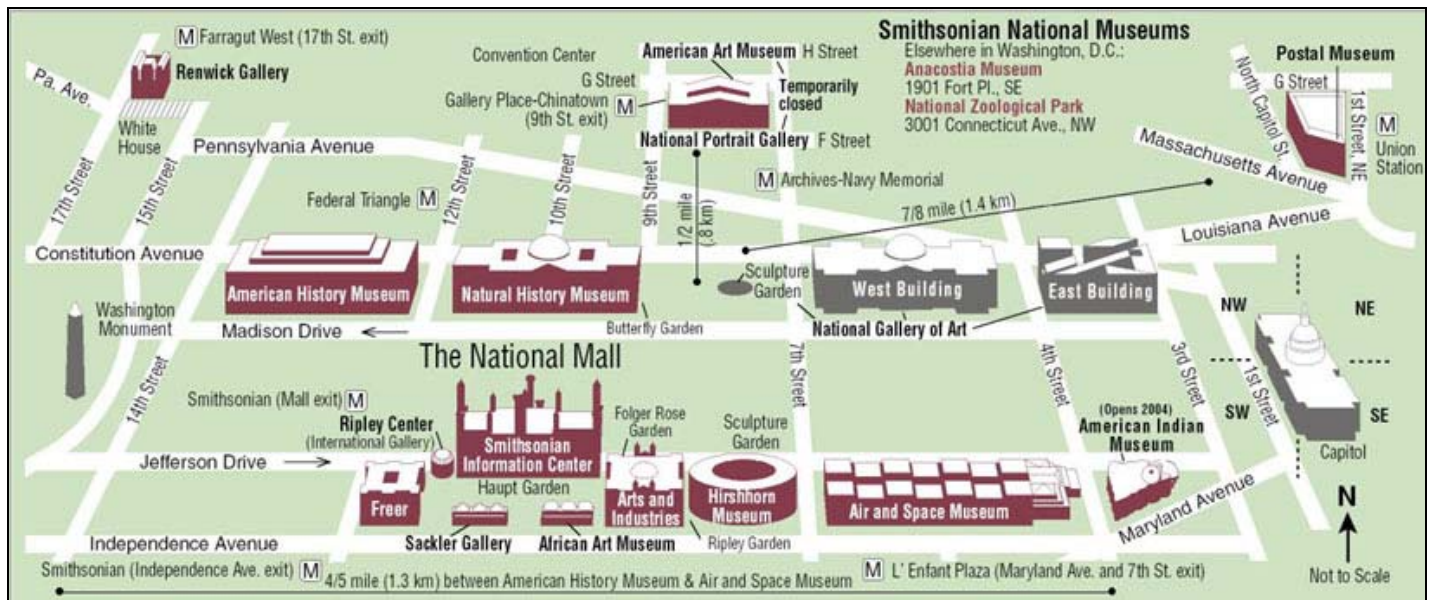 Smithsonian National Museums
Elsewhere in Washington, D.C.:
Anacostia Museum
1901 Fort Pl., SE
National Zoological Park
3001 Connecticut Ave., NW
M Farragut West (17th St. exit)
Renwick Gallery
Pa. Ave.
White
House
17th Street
15th Street
Pennsylvania Avenue
Convention Center
G Street
Gallery Place-Chinatown M
(9th St. exit)
American Art Museum H Street
Temporarily
closed
National Portrait Gallery F Street
Postal Museum
G Street
North Capitol St.
1st Street, NE
M
Union
Station
Massachusetts Avenue
Louisiana Avenue
M Archives-Navy Memorial
Federal Triangle M
12th Street
10th Street
9th Street
1/2 mile
(.8 km)
7/8 mile (1.4 km)
Constitution Avenue
American History Museum
Natural History Museum
Sculpture
Garden
West Building
East Building
National Gallery of Art
Butterfly Garden
Washington
Monument
Madison Drive
The National Mall
14th Street
7th Street
4th Street
3rd Street
1st Street
NW
NE
SW
SE
Capitol
Smithsonian (Mall exit) M
Ripley Center
(International Gallery)
Smithsonian
Information Center
Folger Rose
Garden
Sculpture
Garden
(Opens 2004)
American Indian
Museum
Jefferson Drive
Freer
Haupt Garden
Arts and
Industries
Hirshhorn
Museum
Air and Space Museum
Maryland Avenue
Sackler Gallery
African Art Museum
Ripley Garden
Independence Avenue
Smithsonian (Independence Ave. exit) M
4/5 mile (1.3 km) between American History Museum & Air and Space Museum
M L' Enfant Plaza (Maryland Ave. and 7th St. exit)
N
Not to Scale